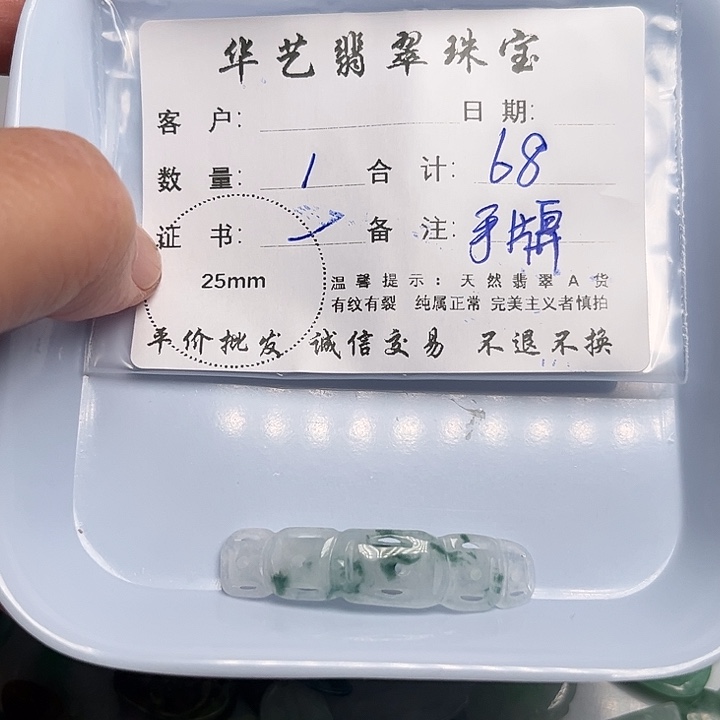 华艺翡翠珠宝
客 户: 日 期:
数 量: 1 合 计: 68
证 书: 备 注: 手牌
25mm
温馨提示：天然翡翠A货
有纹有裂 纯属正常 完美主义者慎拍
平价批发 诚信交易 不退不换